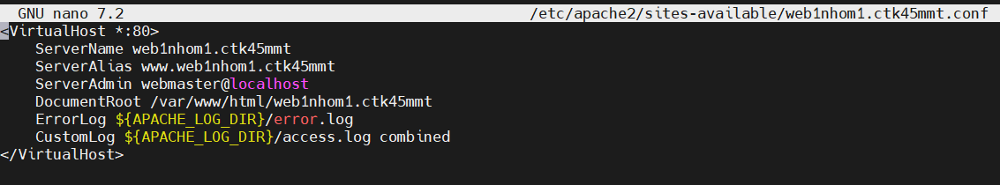 GNU nano 7.2 /etc/apache2/sites-available/web1nhom1.ctk45mmt.conf
<VirtualHost *:80>
ServerName web1nhom1.ctk45mmt
ServerAlias www.web1nhom1.ctk45mmt
ServerAdmin webmaster@localhost
DocumentRoot /var/www/html/web1nhom1.ctk45mmt
ErrorLog ${APACHE_LOG_DIR}/error.log
CustomLog ${APACHE_LOG_DIR}/access.log combined
</VirtualHost>